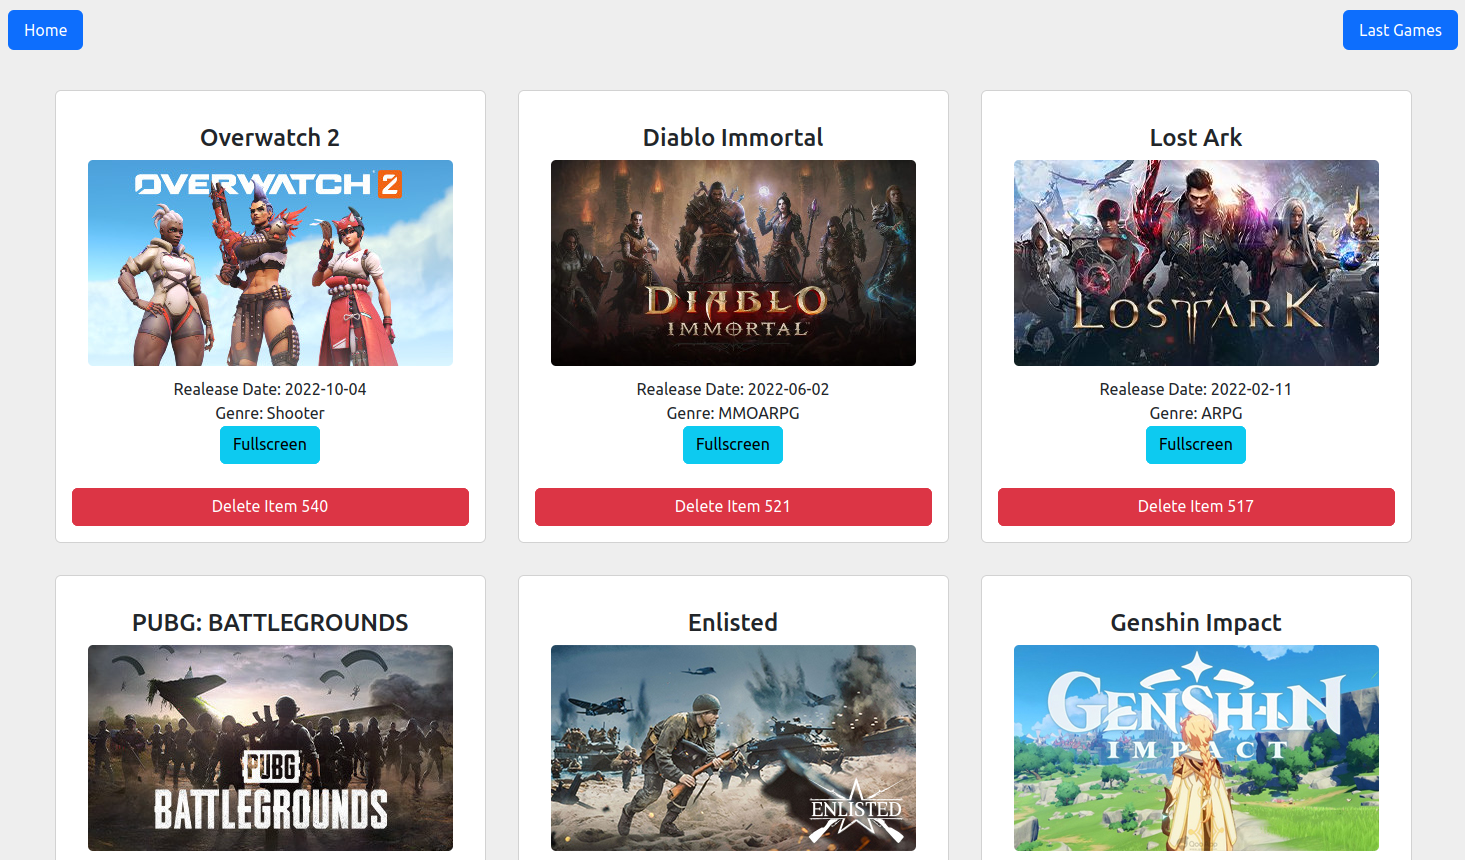 Home
Last Games
Overwatch 2
OVERWATCH 2
Realease Date: 2022-10-04
Genre: Shooter
Fullscreen
Delete Item 540
Diablo Immortal
DIABLO
IMMORTAL
Realease Date: 2022-06-02
Genre: MMOARPG
Fullscreen
Delete Item 521
Lost Ark
LOST ARK
Realease Date: 2022-02-11
Genre: ARPG
Fullscreen
Delete Item 517
PUBG: BATTLEGROUNDS
PUBG
BATTLEGROUNDS
Enlisted
ENLISTED
Genshin Impact
GENSHIN
IMPACT